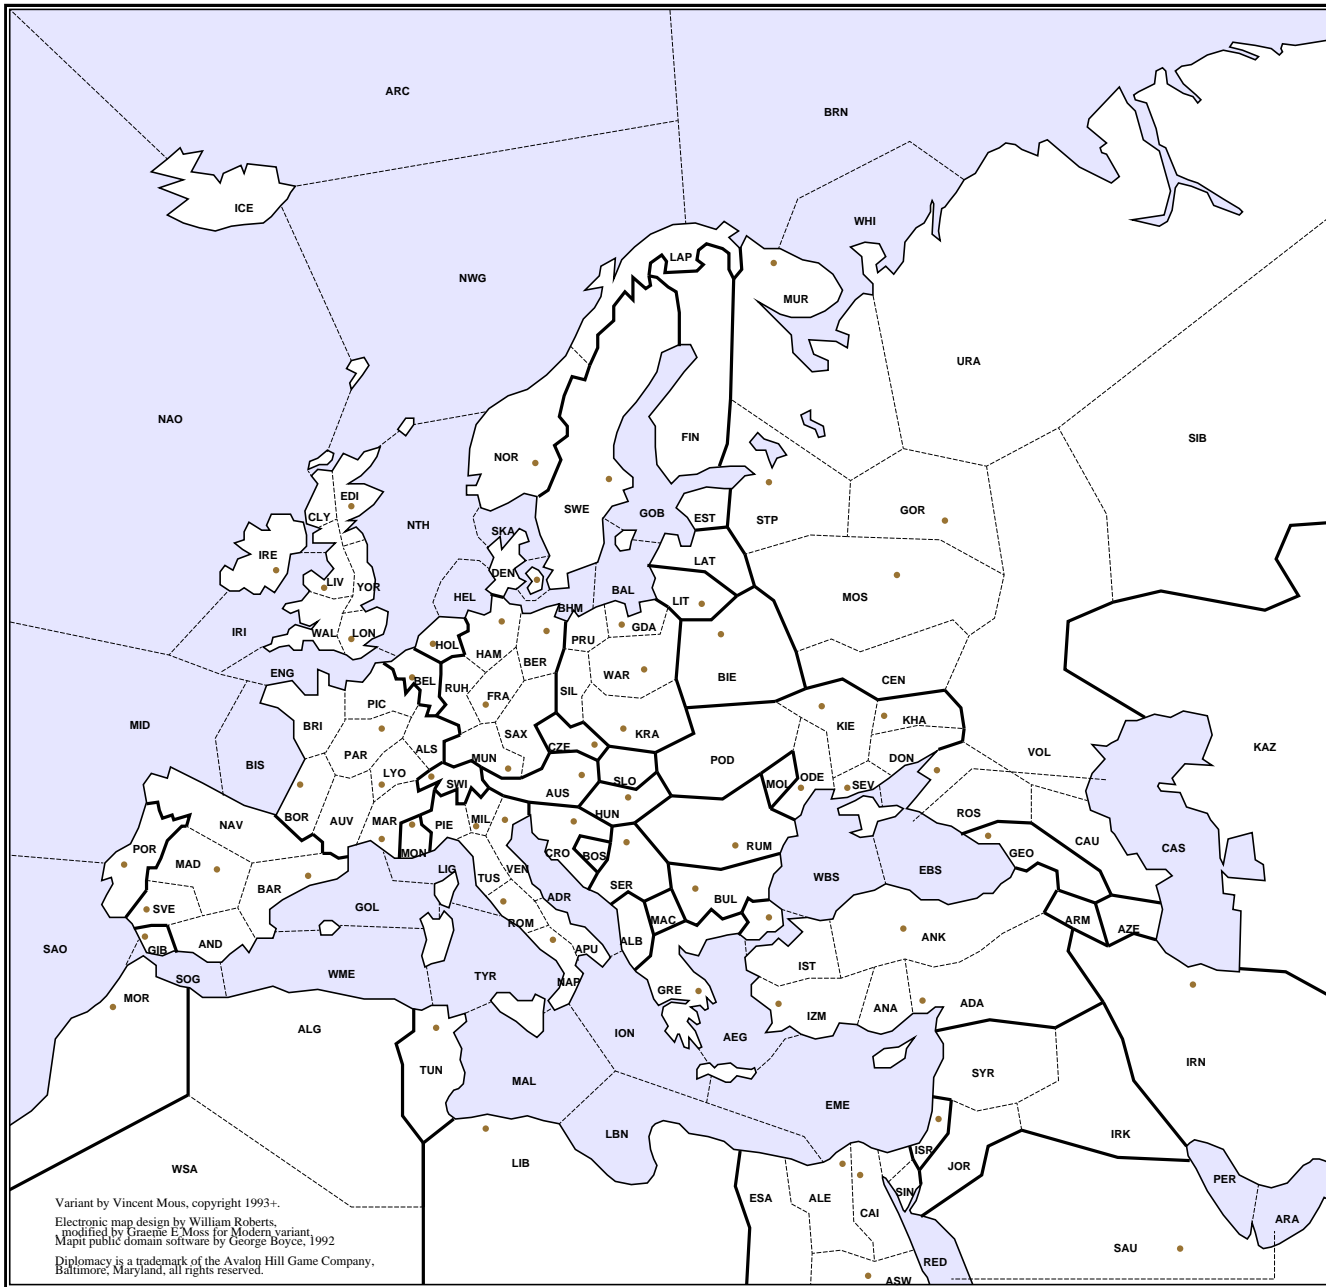 ARC
BRN
ICE
WHI
LAP
NWG
MUR
URA
NAO
SIB
FIN
NOR
EDI
SWE
GOB
EST
STP
GOR
CLY
NTH
SKA
IRE
LAT
DEN
LIV
YOR
HEL
BAL
LIT
MOS
BHM
IRI
WAL
LON
HOL
HAM
PRU
GDA
BER
ENG
BEL
RUH
FRA
SIL
WAR
BIE
CEN
PIC
MID
BRI
KIE
KHA
SAX
KRA
PAR
ALS
CZE
VOL
KAZ
BIS
MUN
POD
DON
LYO
SWI
AUS
SLO
MOL
ODE
SEV
BOR
AUV
MAR
PIE
MIL
HUN
ROS
NAV
POR
MON
CRO
BOS
RUM
GEO
CAU
CAS
MAD
BAR
LIG
TUS
VEN
SER
WBS
EBS
SVE
GOL
ADR
BUL
ROM
MAC
ARM
AZE
SAO
GIB
AND
APU
ALB
ANK
SOG
WME
TYR
NAP
GRE
IST
MOR
ALG
IZM
ANA
ADA
ION
AEG
TUN
MAL
SYR
IRN
EME
LBN
IRK
WSA
LIB
ISR
JOR
PER
ESA
ALE
SIN
CAI
ARA
SAU
RED
ASW
Variant by Vincent Mous, copyright 1993+.
Electronic map design by William Roberts,
modified by Graeme E Moss for Modern variant,
Mapit public domain software by George Boyce, 1992
Diplomacy is a trademark of the Avalon Hill Game Company,
Baltimore, Maryland, all rights reserved.